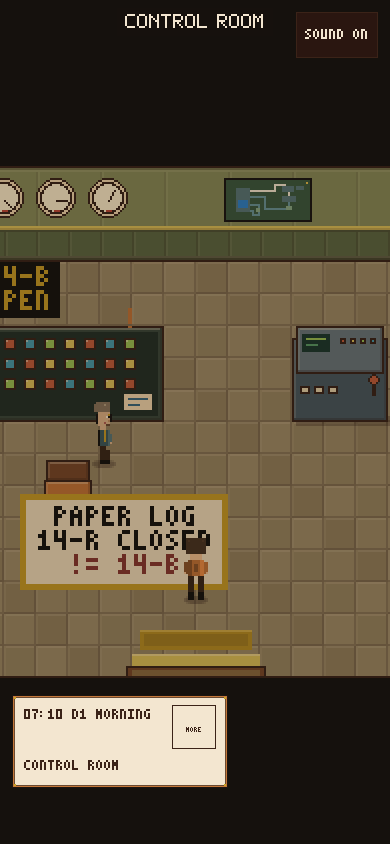 CONTROL ROOM
SOUND ON
4-B
PEN
PAPER LOG
14-R CLOSED
!= 14-B
07:10 D1 MORNING
MORE
CONTROL ROOM